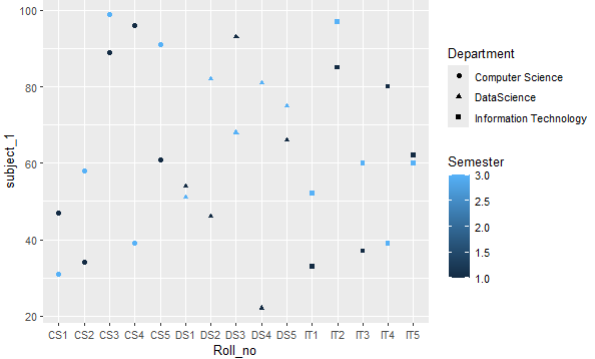 100
80
60
40
20
subject_1
CS1 CS2 CS3 CS4 CS5 DS1 DS2 DS3 DS4 DS5 IT1 IT2 IT3 IT4 IT5
Roll_no
Department
Computer Science
DataScience
Information Technology
Semester
3.0
2.5
2.0
1.5
1.0